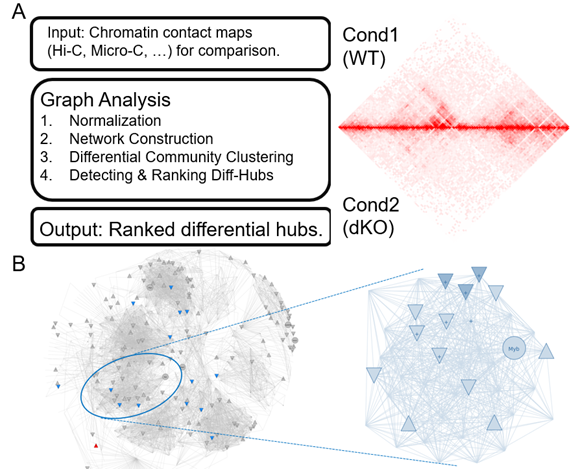 A
Input: Chromatin contact maps
(Hi-C, Micro-C, …) for comparison.
Graph Analysis
1. Normalization
2. Network Construction
3. Differential Community Clustering
4. Detecting & Ranking Diff-Hubs
Output: Ranked differential hubs.
Cond1
(WT)
Cond2
(dKO)
B
Myb